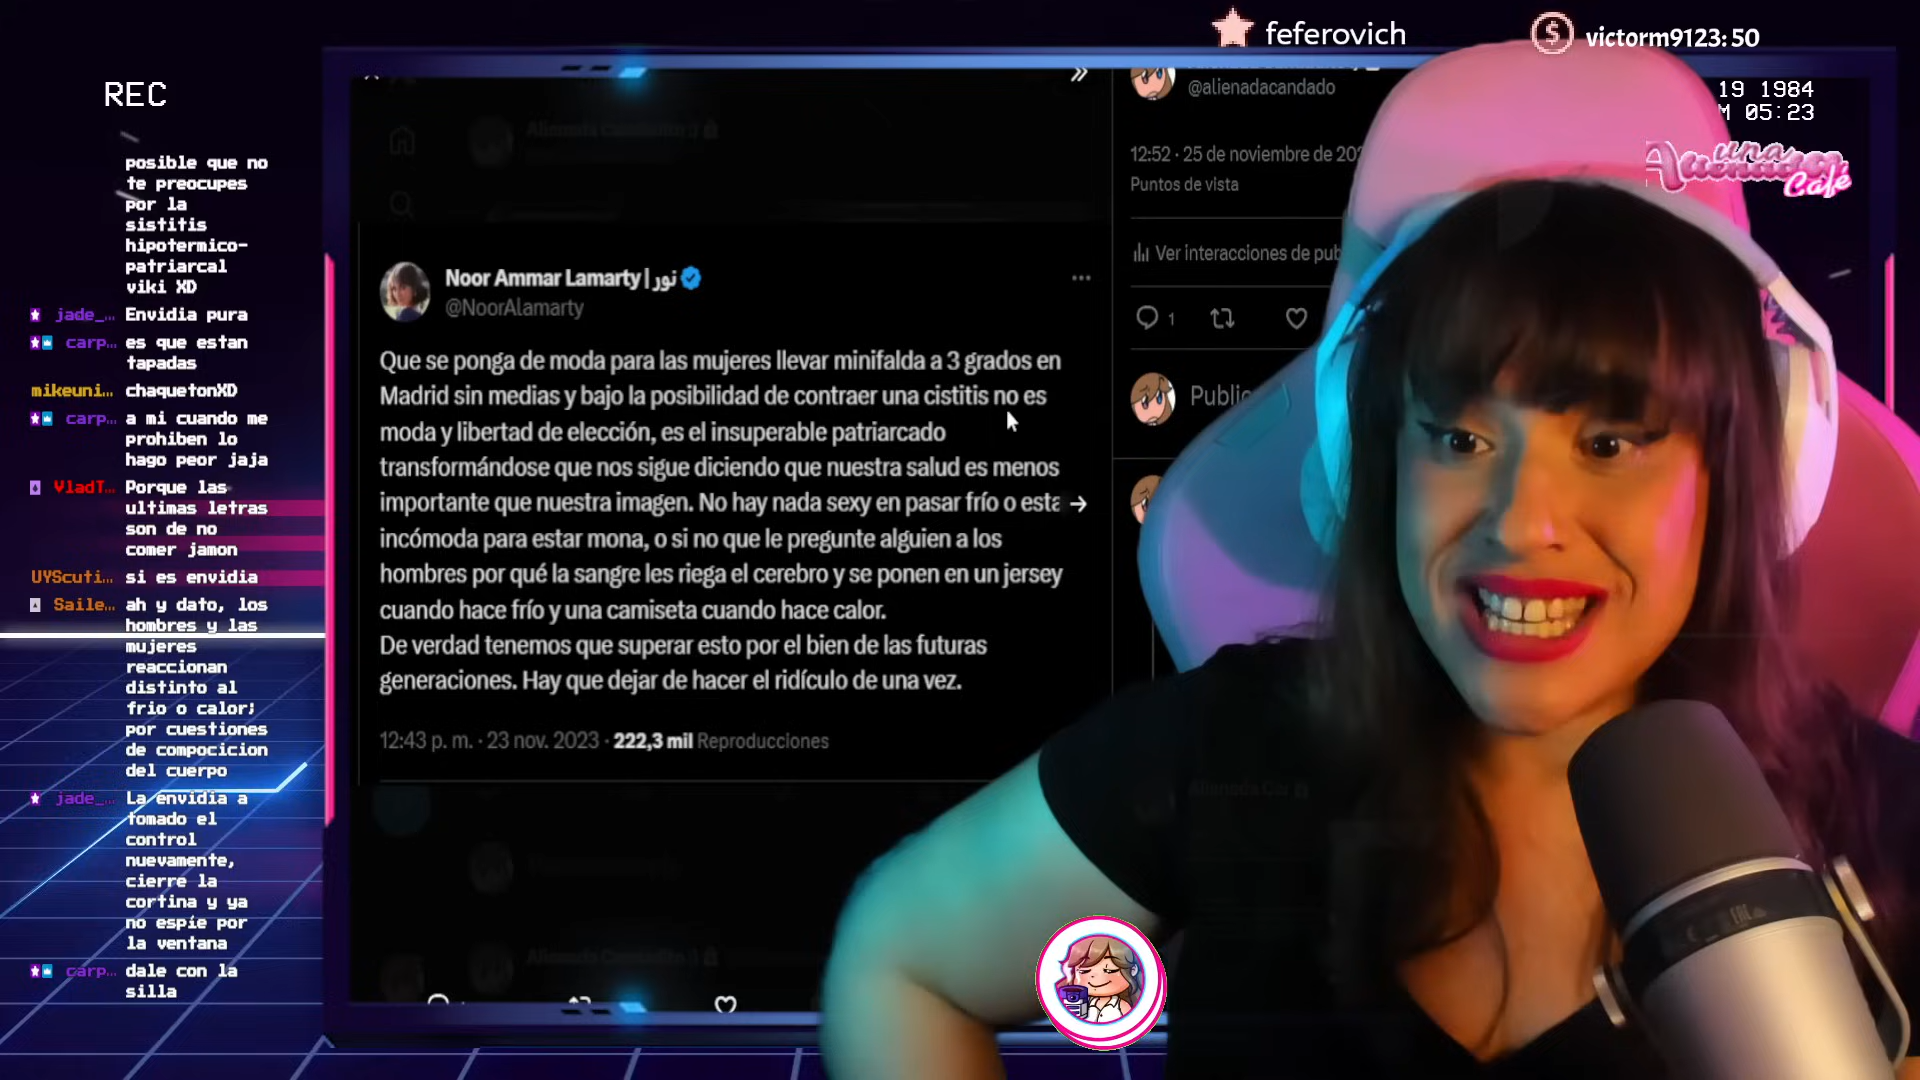 feferovich
victorm9123: 50
REC
19 1984
M 05:23
una
Café
posible que no
te preocupes
por la
sistitis
hipotermico-
patriarcal
viki XD
jade_... Envidia pura
carp... es que estan
tapadas
mikeuni... chaquetonXD
carp... a mi cuando me
prohiben lo
hago peor jaja
VladT... Porque las
ultimas letras
son de no
comer jamon
UYScuti... si es envidia
Saile... ah y dato, los
hombres y las
mujeres
reaccionan
distinto al
frio o calor;
por cuestiones
de compocicion
del cuerpo
jade_... La envidia a
tomado el
control
nuevamente,
cierre la
cortina y ya
no espie por
la ventana
carp... dale con la
silla
Noor Ammar Lamarty | نور
@NoorAlamarty
Que se ponga de moda para las mujeres llevar minifalda a 3 grados en
Madrid sin medias y bajo la posibilidad de contraer una cistitis no es
moda y libertad de elección, es el insuperable patriarcado
transformándose que nos sigue diciendo que nuestra salud es menos
importante que nuestra imagen. No hay nada sexy en pasar frío o esta
incómoda para estar mona, o si no que le pregunte alguien a los
hombres por qué la sangre les riega el cerebro y se ponen en un jersey
cuando hace frío y una camiseta cuando hace calor.
De verdad tenemos que superar esto por el bien de las futuras
generaciones. Hay que dejar de hacer el ridículo de una vez.
12:43 p. m. · 23 nov. 2023 · 222,3 mil Reproducciones
@alienadacandado
12:52 · 25 de noviembre de 202
Puntos de vista
Ver interacciones de pub
1
Public